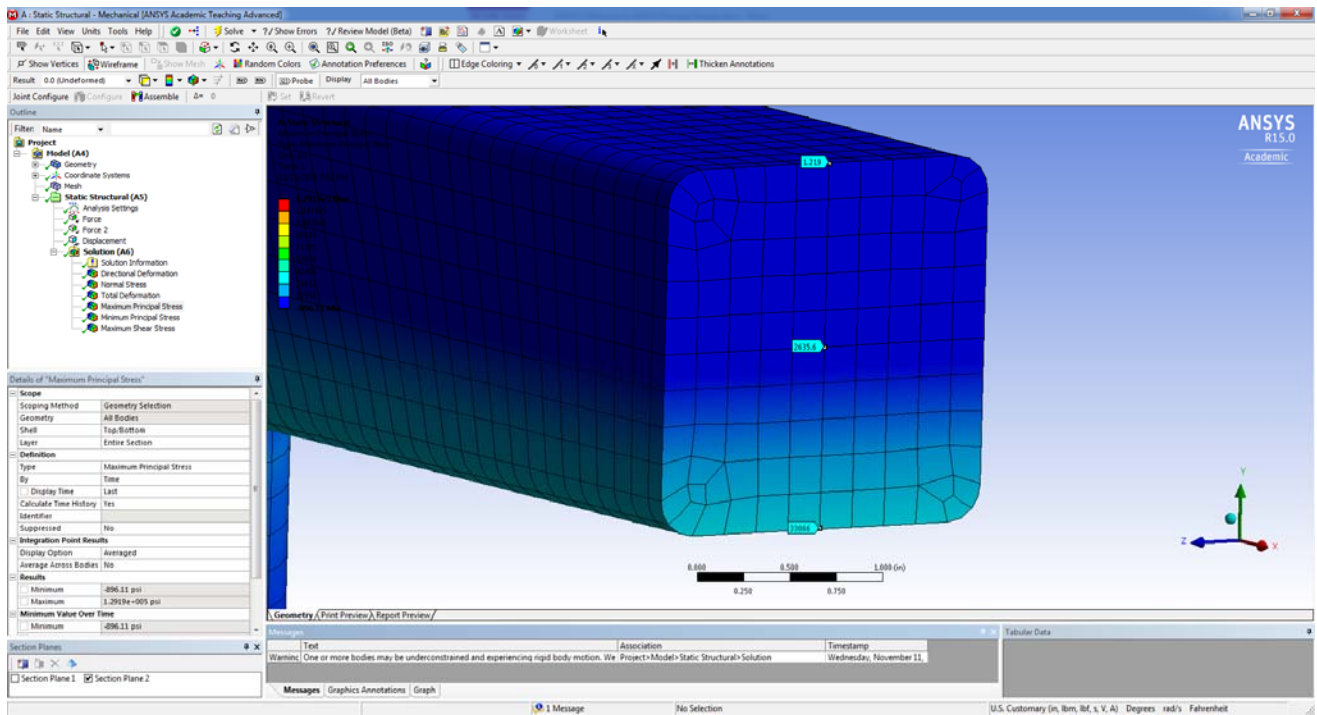 A : Static Structural - Mechanical [ANSYS Academic Teaching Advanced]
File Edit View Units Tools Help Solve ?/ Show Errors ?/ Review Model (Beta) A Worksheet
Show Vertices Wireframe Show Mesh Random Colors Annotation Preferences Edge Coloring Thicken Annotations
Result 0.0 (Undeformed) Probe Display All Bodies
Joint Configure Configure Assemble Δ= 0 Set Revert
Outline
Filter: Name
Project
Model (A4)
Geometry
Coordinate Systems
Mesh
Static Structural (A5)
Analysis Settings
Force
Force 2
Displacement
Solution (A6)
Solution Information
Directional Deformation
Normal Stress
Total Deformation
Maximum Principal Stress
Minimum Principal Stress
Maximum Shear Stress
Details of "Maximum Principal Stress"
Scope
Scoping Method Geometry Selection
Geometry All Bodies
Shell Top/Bottom
Layer Entire Section
Definition
Type Maximum Principal Stress
By Time
Display Time Last
Calculate Time History Yes
Identifier
Suppressed No
Integration Point Results
Display Option Averaged
Average Across Bodies No
Results
Minimum -896.11 psi
Maximum 1.2919e+005 psi
Minimum Value Over Time
Minimum -896.11 psi
Section Planes
Section Plane 1 Section Plane 2
ANSYS
R15.0
Academic
1.219
2635.6
33066
0.000 0.500 1.000 (in)
0.250 0.750
Y
Z X
Geometry Print Preview Report Preview
Messages
Text Association Timestamp
Warning One or more bodies may be underconstrained and experiencing rigid body motion. We Project>Model>Static Structural>Solution Wednesday, November 11,
Messages Graphics Annotations Graph
Tabular Data
1 Message No Selection U.S. Customary (in, lbm, lbf, s, V, A) Degrees rad/s Fahrenheit